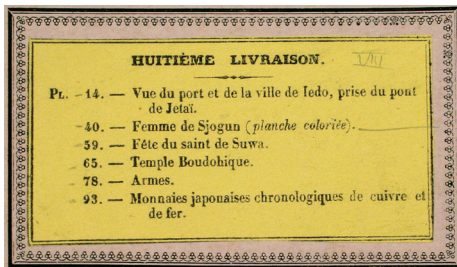 HUITIÈME LIVRAISON.
VIII
PL. - 14. — Vue du port et de la ville de Iedo, prise du pont
de Jetaï.
-40. — Femme de Sjogun (planche coloriée).
59. — Fête du saint de Suwa.
65. — Temple Boudohique.
78. — Armes.
93. — Monnaies japonaises chronologiques de cuivre et
de fer.